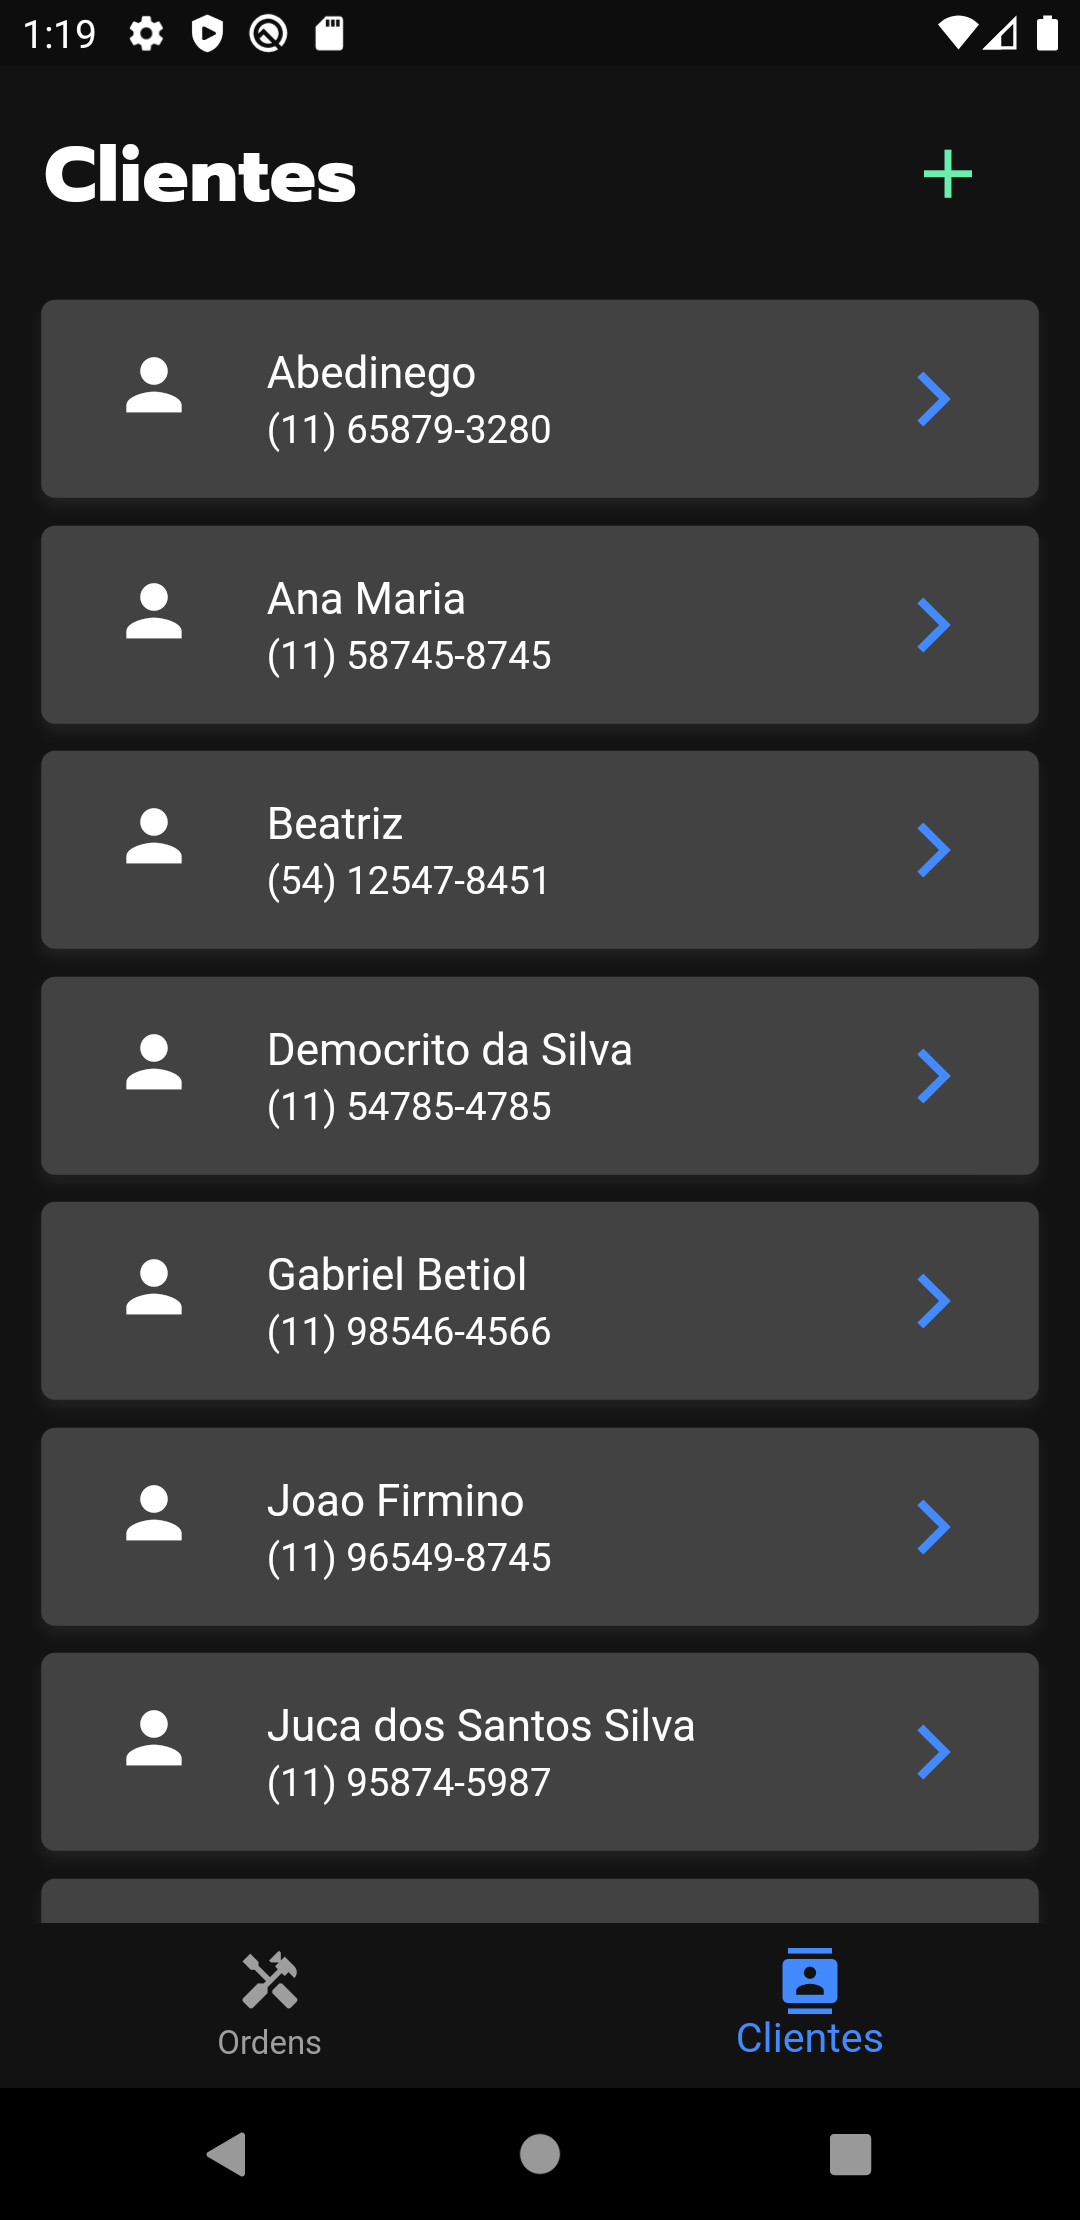 1:19
Clientes
Abedinego
(11) 65879-3280
Ana Maria
(11) 58745-8745
Beatriz
(54) 12547-8451
Democrito da Silva
(11) 54785-4785
Gabriel Betiol
(11) 98546-4566
Joao Firmino
(11) 96549-8745
Juca dos Santos Silva
(11) 95874-5987
Ordens
Clientes